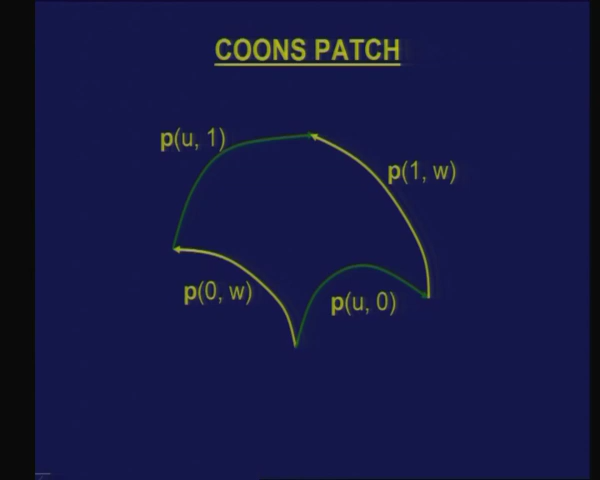 COONS PATCH
p(u, 1)
p(1, w)
p(0, w)
p(u, 0)